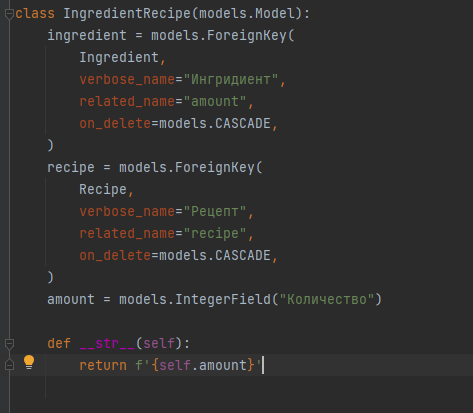 class IngredientRecipe(models.Model):
    ingredient = models.ForeignKey(
        Ingredient,
        verbose_name="Ингридиент",
        related_name="amount",
        on_delete=models.CASCADE,
    )
    recipe = models.ForeignKey(
        Recipe,
        verbose_name="Рецепт",
        related_name="recipe",
        on_delete=models.CASCADE,
    )
    amount = models.IntegerField("Количество")

    def __str__(self):
        return f'{self.amount}'